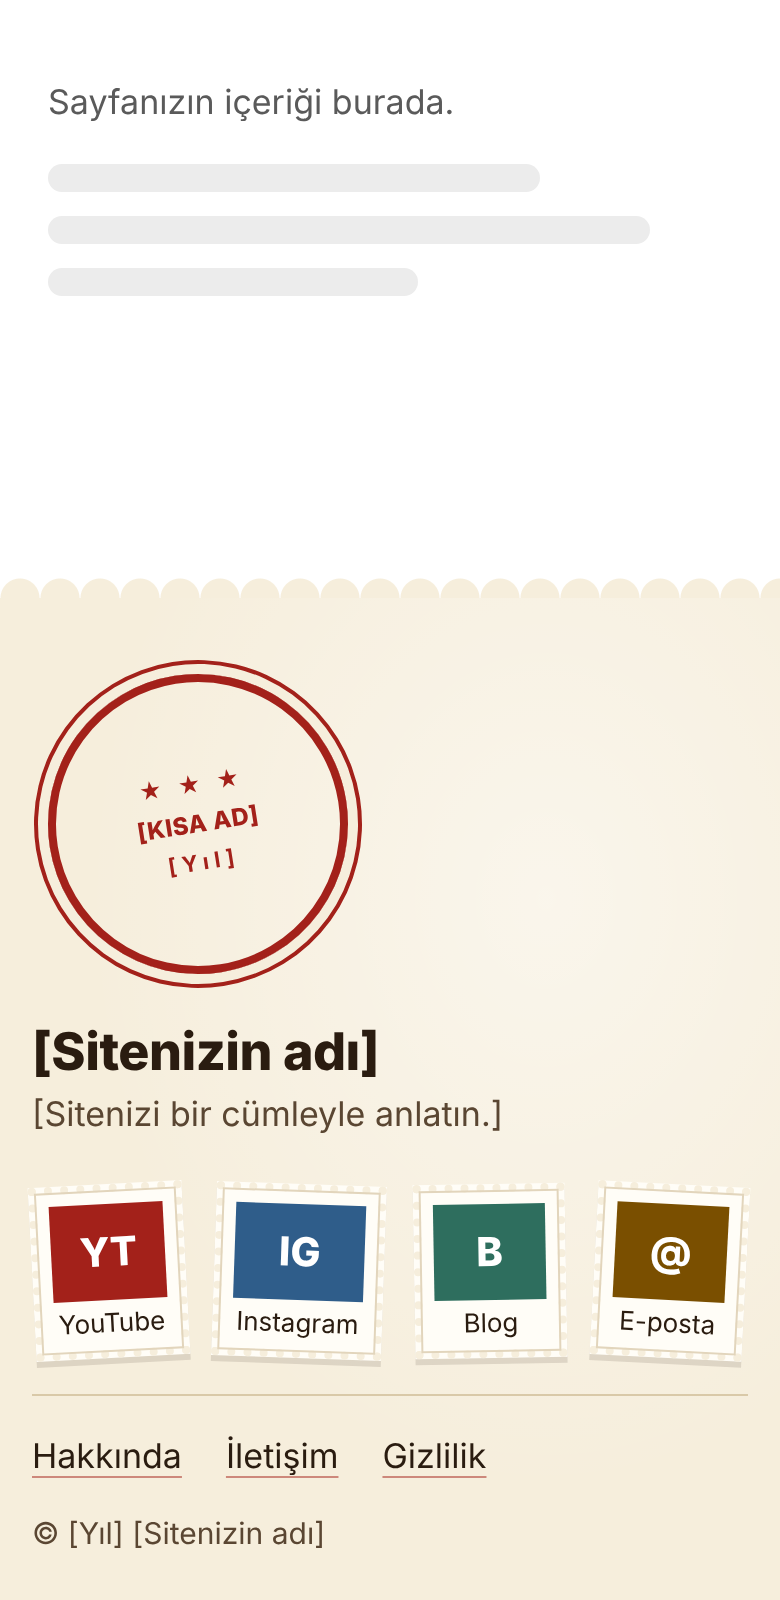 Sayfanızın içeriği burada.
★ ★ ★
[KISA AD]
[Yıl]
[Sitenizin adı]
[Sitenizi bir cümleyle anlatın.]
YT
YouTube
IG
Instagram
B
Blog
@
E-posta
Hakkında İletişim Gizlilik
© [Yıl] [Sitenizin adı]